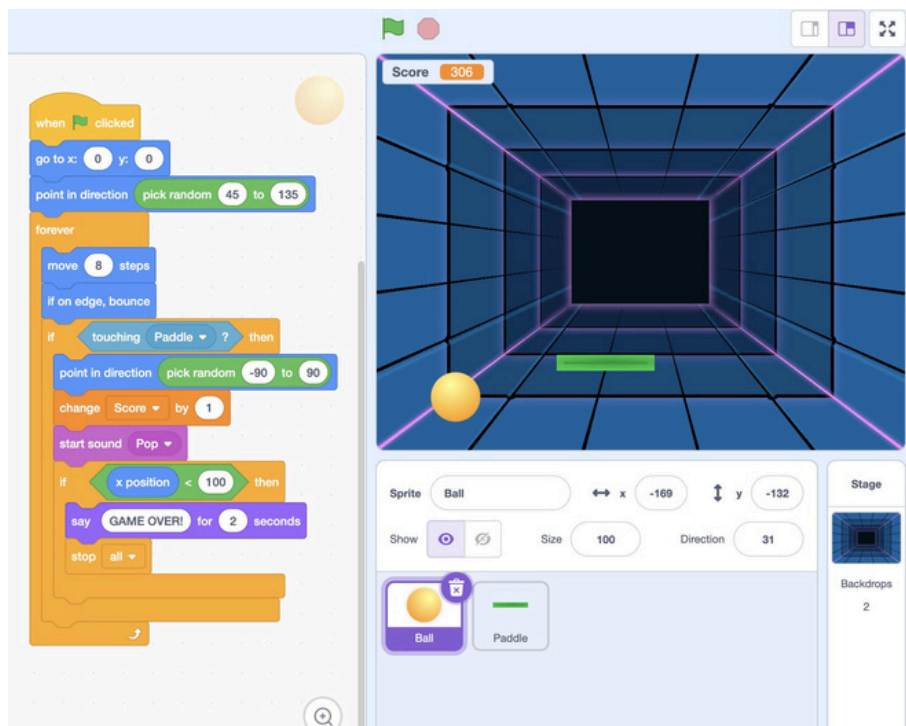 Score 306
when clicked
go to x: 0 y: 0
point in direction pick random 45 to 135
forever
move 8 steps
if on edge, bounce
if touching Paddle ? then
point in direction pick random -90 to 90
change Score by 1
start sound Pop
if x position < 100 then
say GAME OVER! for 2 seconds
stop all
Sprite Ball x -169 y -132
Show Size 100 Direction 31
Ball
Paddle
Stage
Backdrops
2